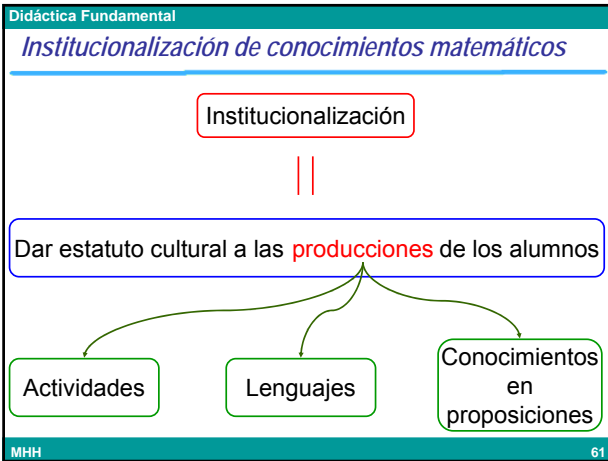 Didáctica Fundamental
Institucionalización de conocimientos matemáticos
Institucionalización
Dar estatuto cultural a las producciones de los alumnos
Actividades
Lenguajes
Conocimientos
en
proposiciones
MHH
61